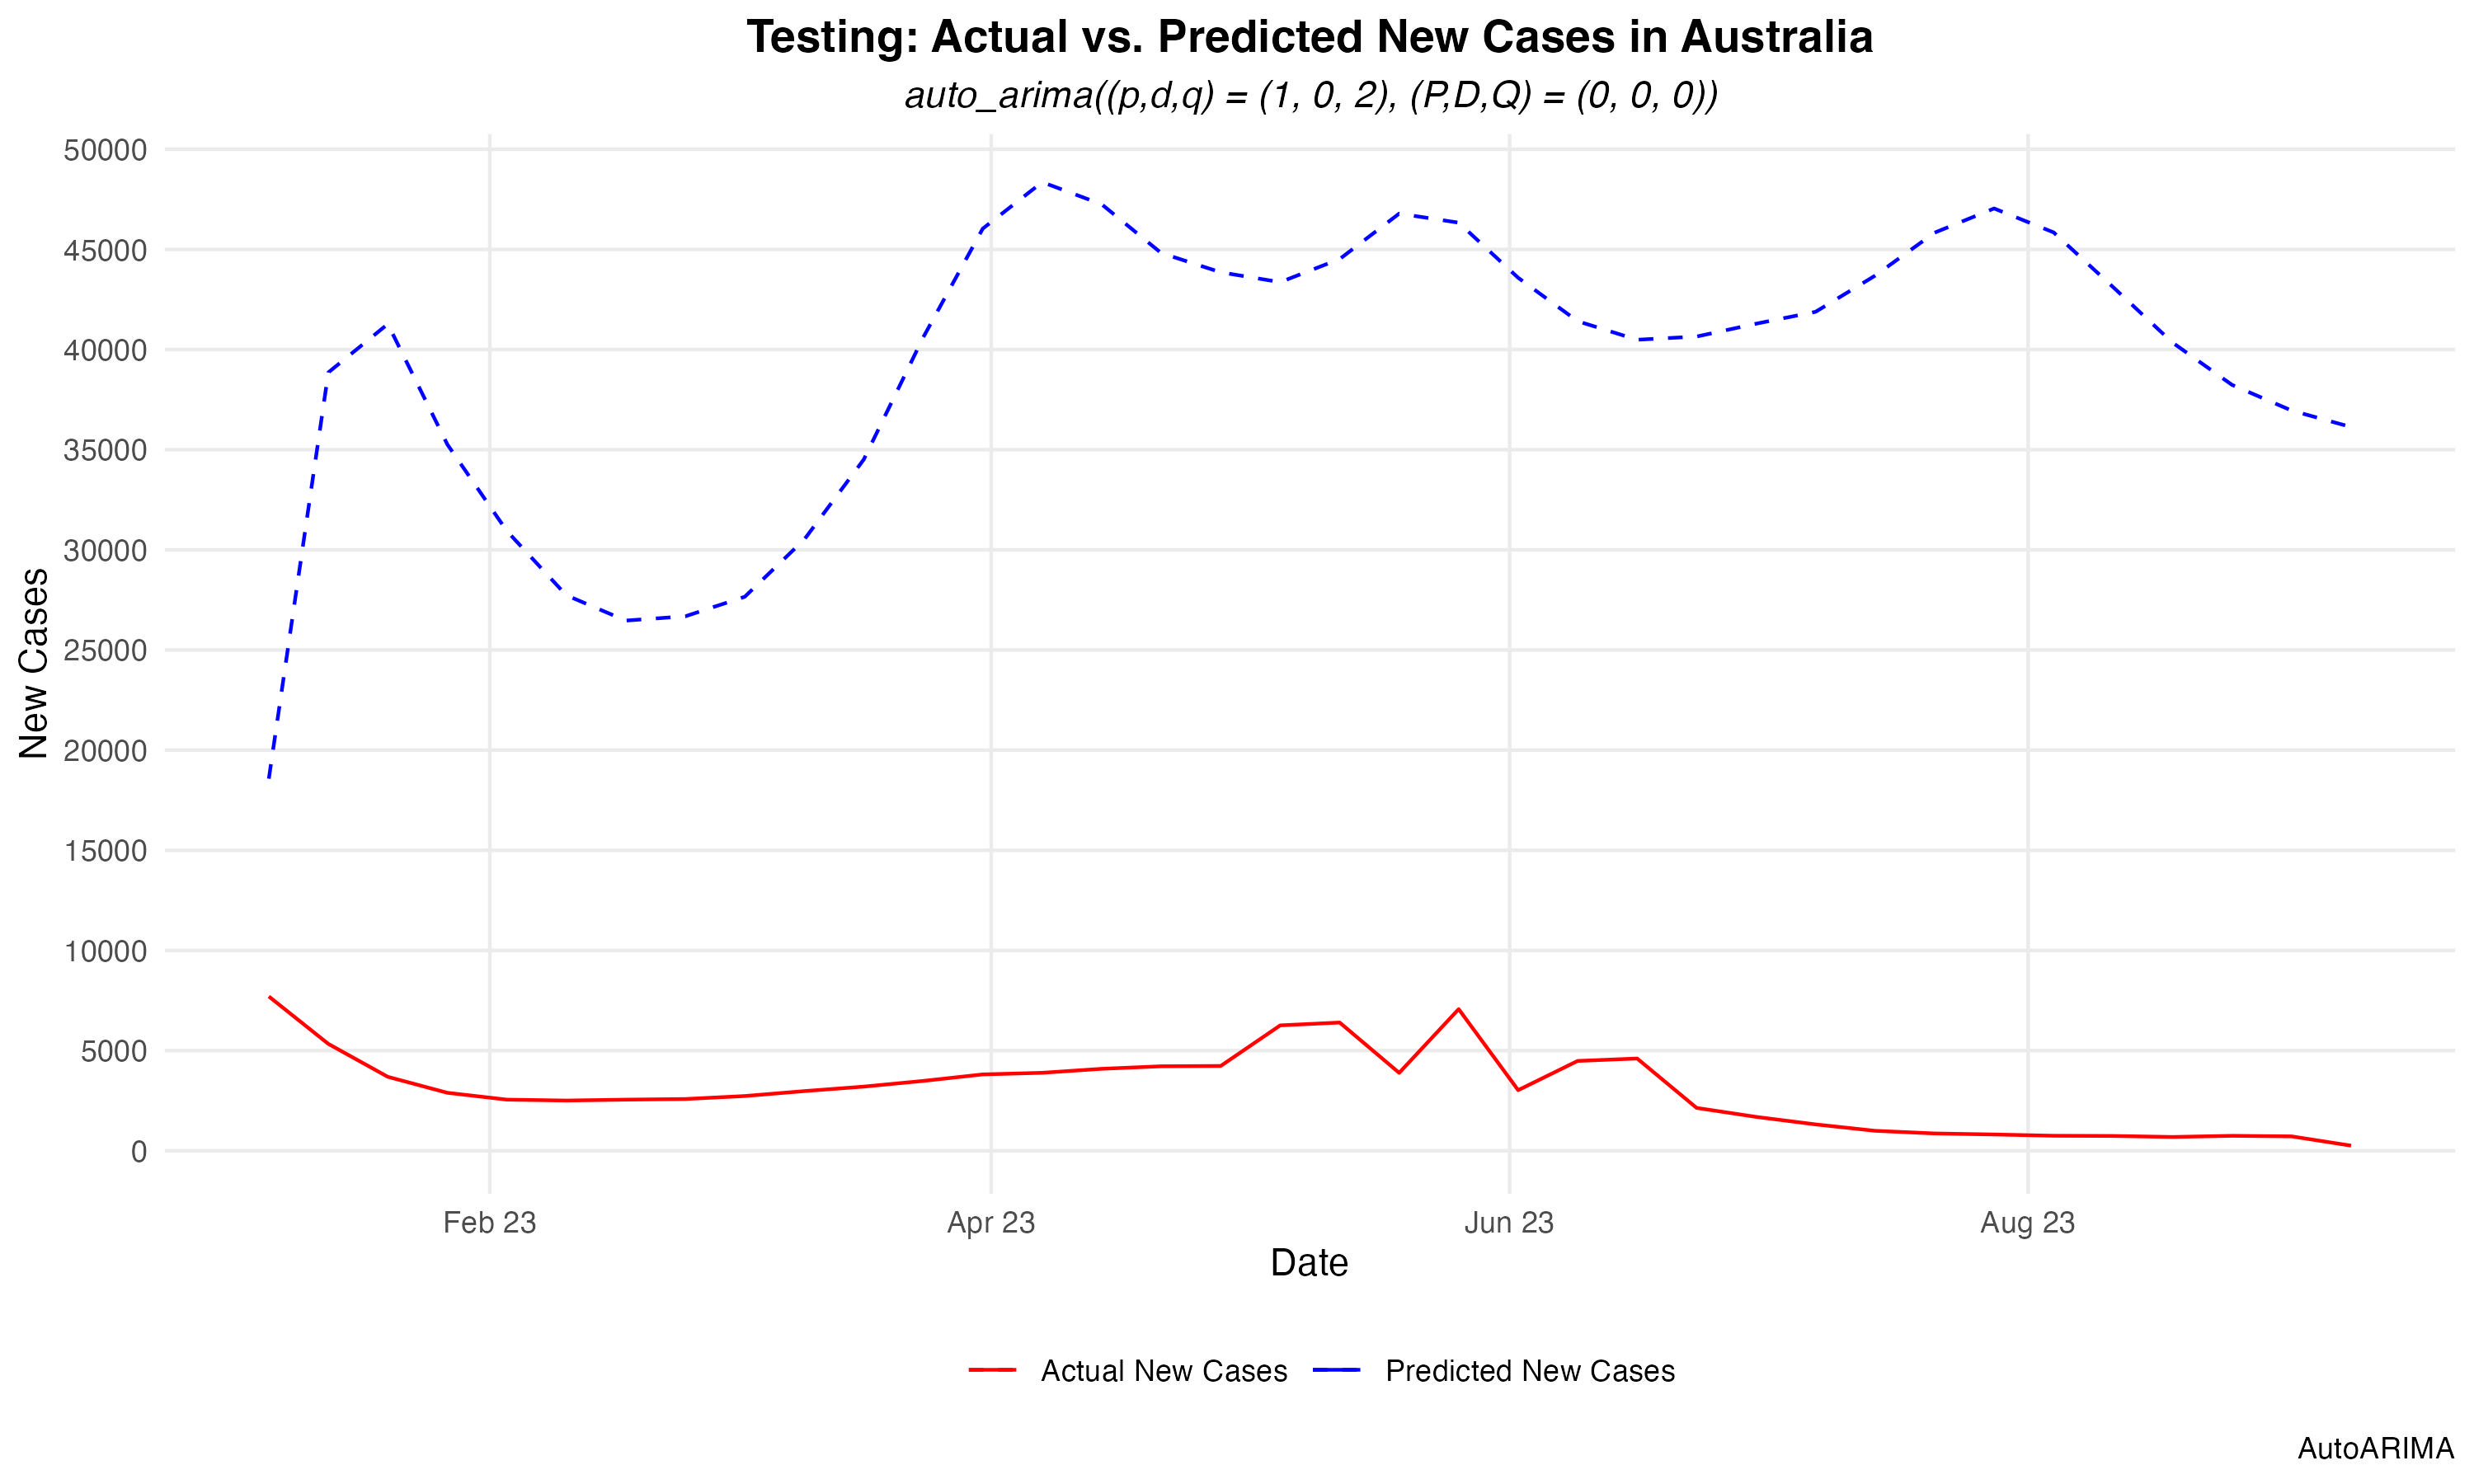 Testing: Actual vs. Predicted New Cases in Australia
auto_arima((p,d,q) = (1, 0, 2), (P,D,Q) = (0, 0, 0))
50000
45000
40000
35000
30000
25000
20000
15000
10000
5000
0
New Cases
Feb 23 Apr 23 Jun 23 Aug 23
Date
Actual New Cases Predicted New Cases
AutoARIMA